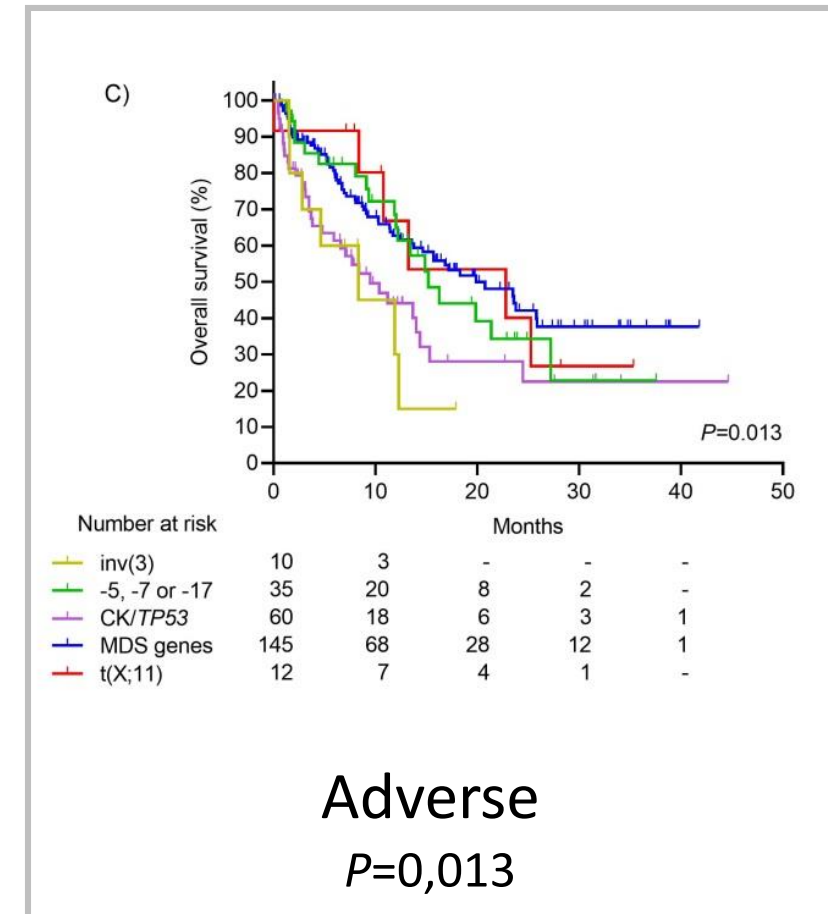 C)
Overall survival (%)
100
90
80
70
60
50
40
30
20
10
0
P=0.013
0 10 20 30 40 50
Number at risk Months
inv(3) 10 3 - - -
-5, -7 or -17 35 20 8 2 -
CK/TP53 60 18 6 3 1
MDS genes 145 68 28 12 1
t(X;11) 12 7 4 1 -
Adverse
P=0,013